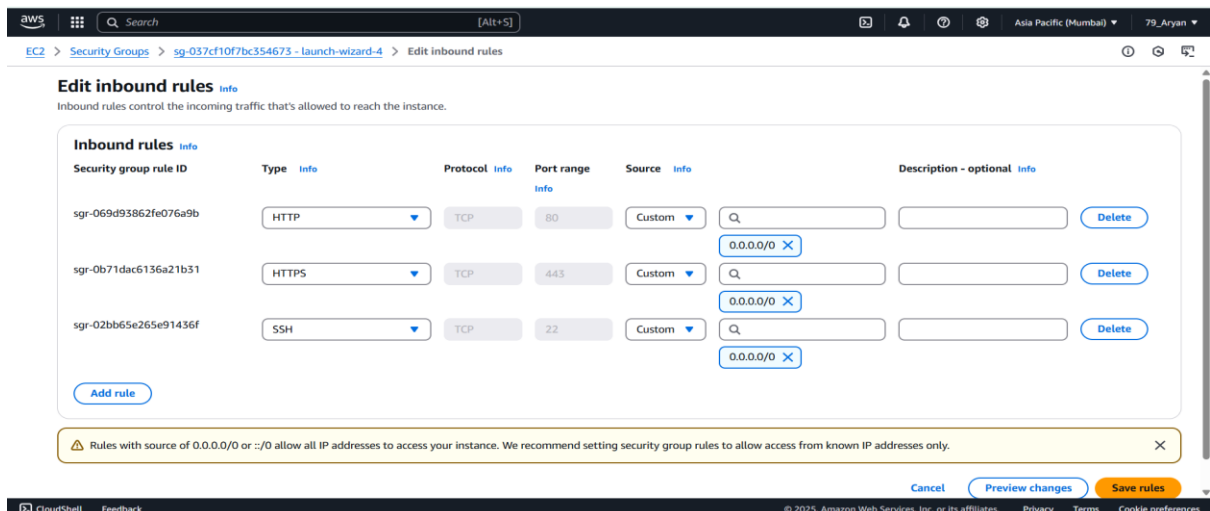 aws Search [Alt+S] Asia Pacific (Mumbai) 79_Aryan
EC2 > Security Groups > sg-037cf10f7bc354673 - launch-wizard-4 > Edit inbound rules
Edit inbound rules Info
Inbound rules control the incoming traffic that's allowed to reach the instance.
Inbound rules Info
Security group rule ID Type Info Protocol Info Port range Source Info Description - optional Info
Info
sgr-069d93862fe076a9b HTTP TCP 80 Custom Delete
0.0.0.0/0
sgr-0b71dac6136a21b31 HTTPS TCP 443 Custom Delete
0.0.0.0/0
sgr-02bb65e265e91436f SSH TCP 22 Custom Delete
0.0.0.0/0
Add rule
Rules with source of 0.0.0.0/0 or ::/0 allow all IP addresses to access your instance. We recommend setting security group rules to allow access from known IP addresses only.
Cancel Preview changes Save rules
CloudShell Feedback © 2025, Amazon Web Services, Inc. or its affiliates. Privacy Terms Cookie preferences